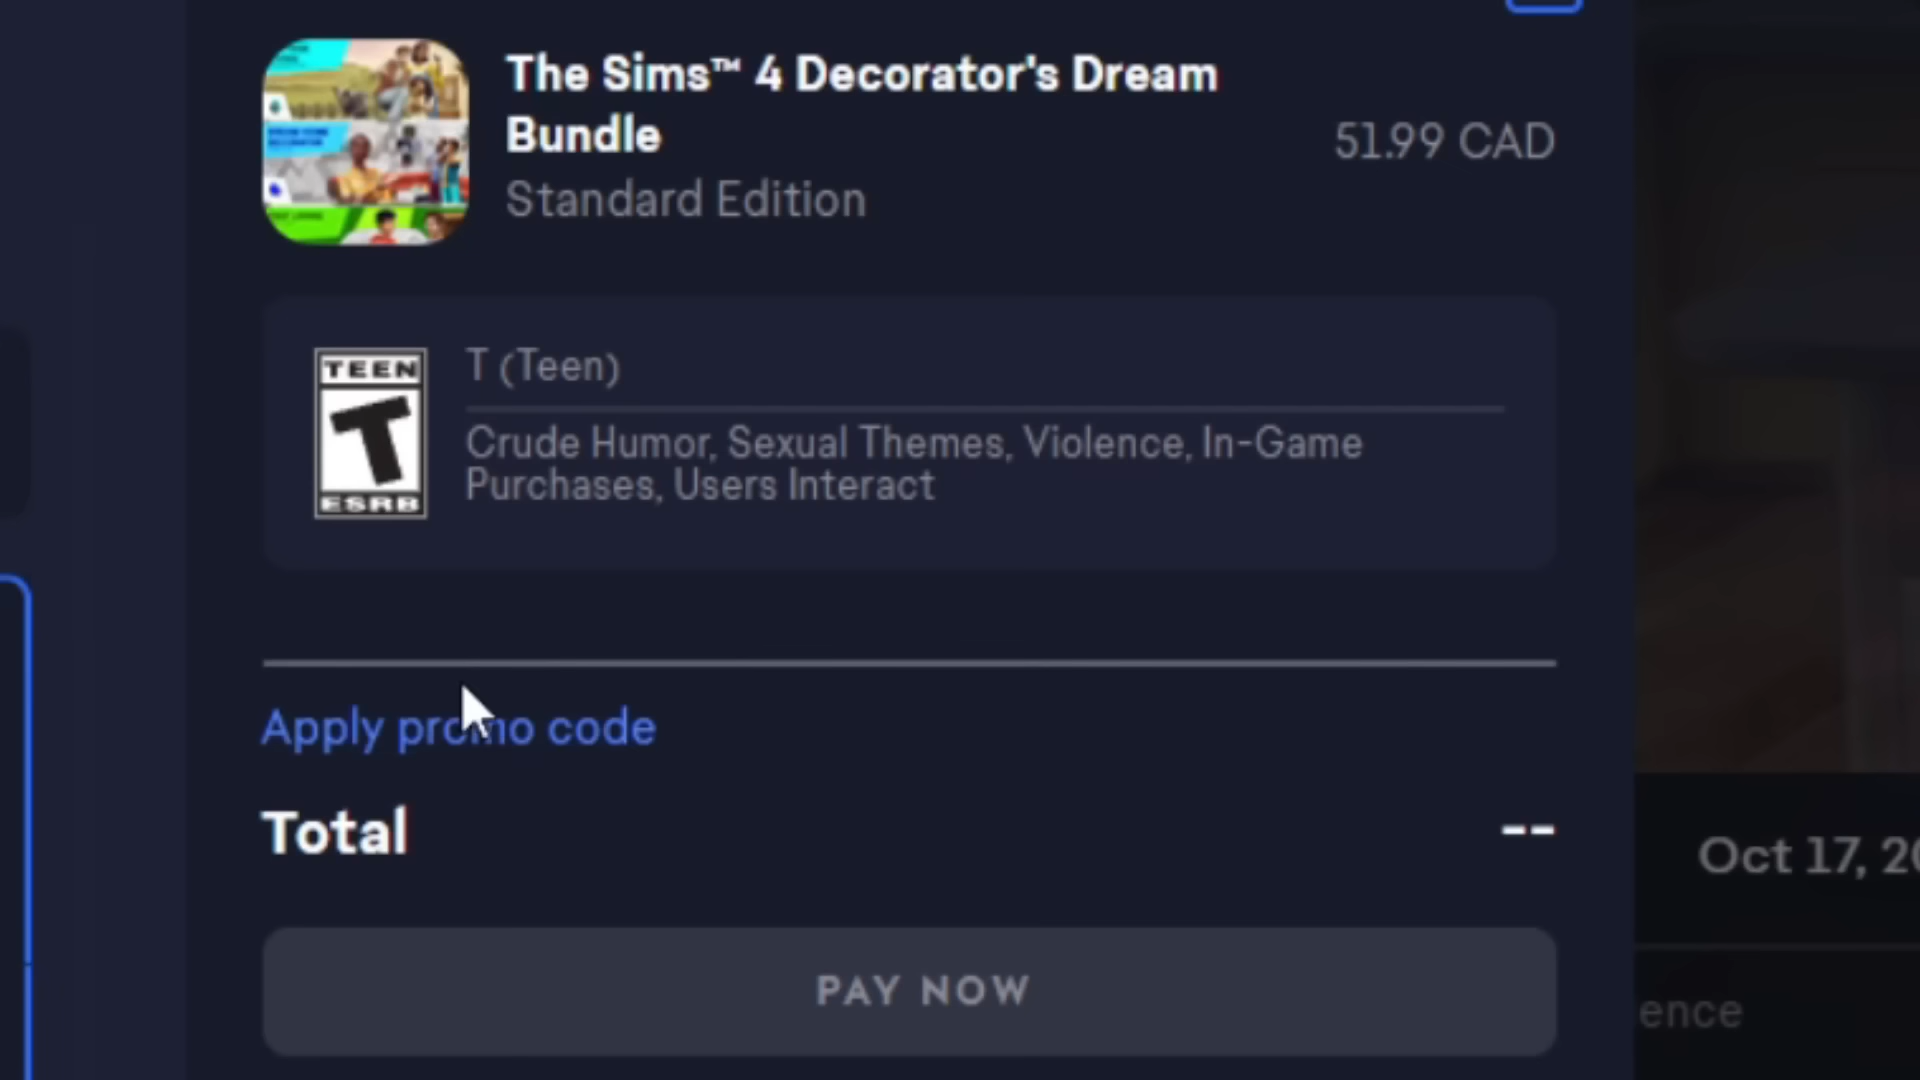 The Sims™ 4 Decorator's Dream
Bundle
51.99 CAD
Standard Edition
TEEN
T
ESRB
T (Teen)
Crude Humor, Sexual Themes, Violence, In-Game
Purchases, Users Interact
Apply promo code
Total
--
Oct 17, 20
PAY NOW
ence